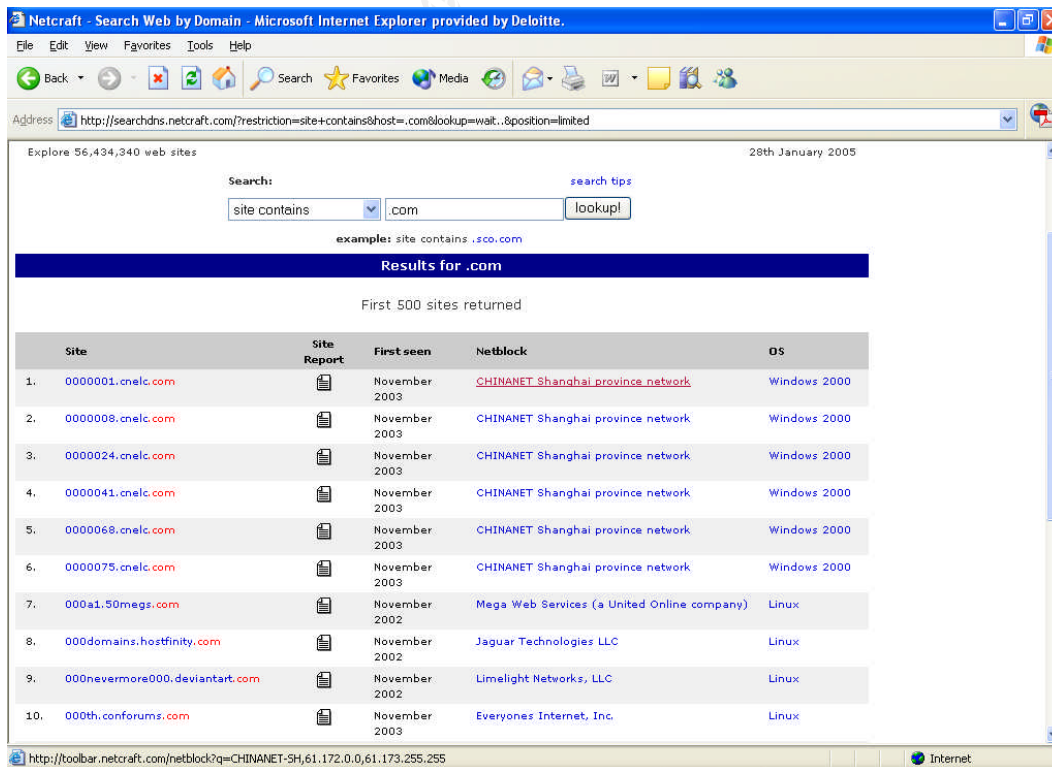 Netcraft - Search Web by Domain - Microsoft Internet Explorer provided by Deloitte.
File Edit View Favorites Tools Help
Back Search Favorites Media
Address http://searchdns.netcraft.com/?restriction=site+contains&host=.com&lookup=wait..&position=limited
Explore 56,434,340 web sites 28th January 2005
Search: search tips
site contains .com lookup!
example: site contains .sco.com
Results for .com
First 500 sites returned
Site Site Report First seen Netblock OS
1. 0000001.cnelc.com November 2003 CHINANET Shanghai province network Windows 2000
2. 0000008.cnelc.com November 2003 CHINANET Shanghai province network Windows 2000
3. 0000024.cnelc.com November 2003 CHINANET Shanghai province network Windows 2000
4. 0000041.cnelc.com November 2003 CHINANET Shanghai province network Windows 2000
5. 0000068.cnelc.com November 2003 CHINANET Shanghai province network Windows 2000
6. 0000075.cnelc.com November 2003 CHINANET Shanghai province network Windows 2000
7. 000a1.50megs.com November 2002 Mega Web Services (a United Online company) Linux
8. 000domains.hostfinity.com November 2002 Jaguar Technologies LLC Linux
9. 000nevermore000.deviantart.com November 2002 Limelight Networks, LLC Linux
10. 000th.conforums.com November 2003 Everyones Internet, Inc. Linux
http://toolbar.netcraft.com/netblock?q=CHINANET-SH,61.172.0.0,61.173.255.255 Internet